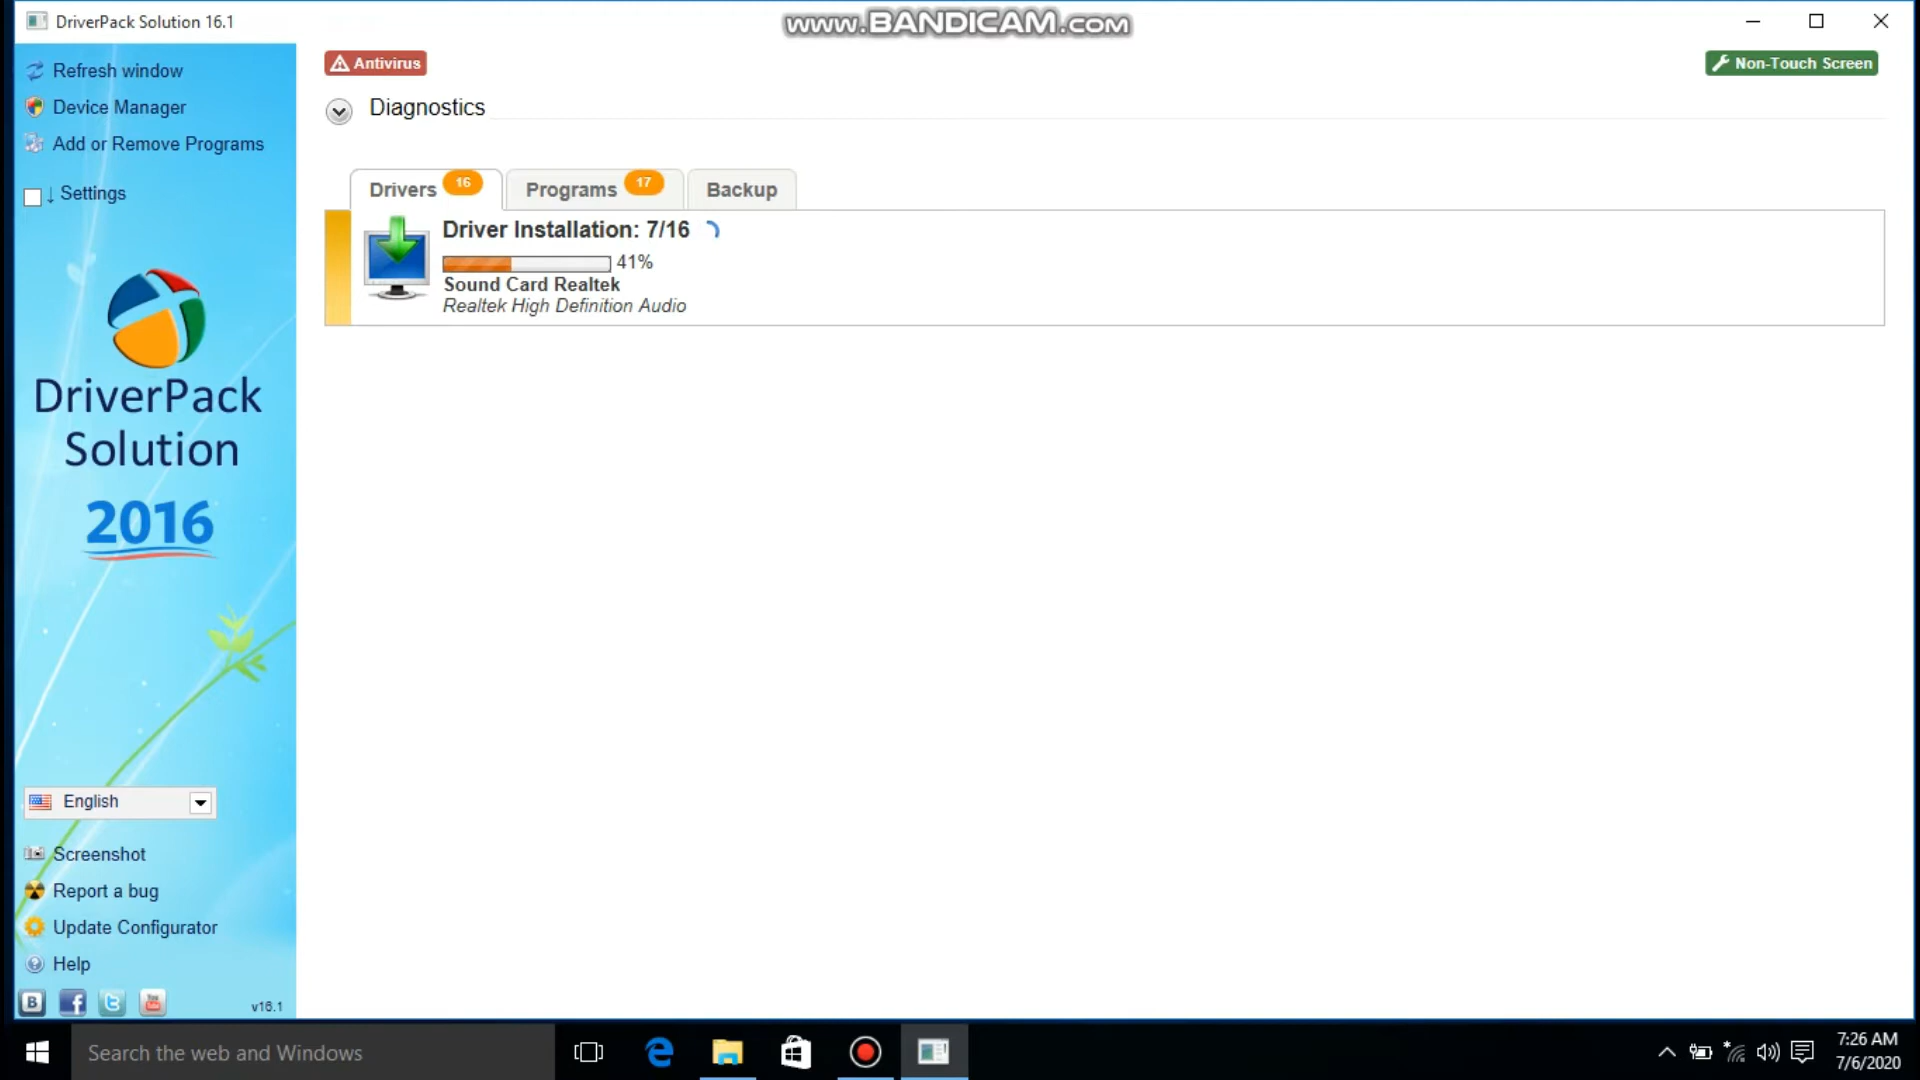 DriverPack Solution 16.1
www.BANDICAM.com
Refresh window
Device Manager
Add or Remove Programs
↓ Settings
DriverPack
Solution
2016
English
Screenshot
Report a bug
Update Configurator
Help
B f t You
v16.1
Antivirus
Non-Touch Screen
Diagnostics
Drivers 16
Programs 17
Backup
Driver Installation: 7/16
41%
Sound Card Realtek
Realtek High Definition Audio
Search the web and Windows
7:26 AM
7/6/2020